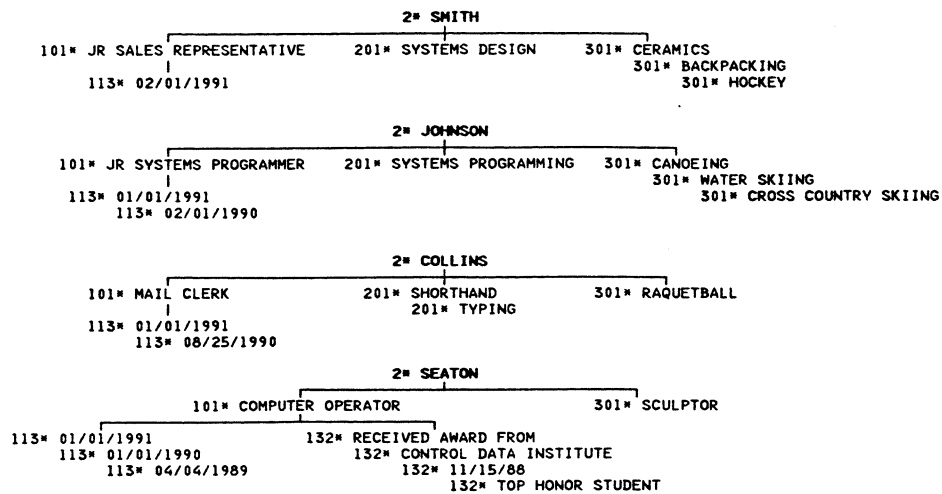 2* SMITH
101* JR SALES REPRESENTATIVE 201* SYSTEMS DESIGN 301* CERAMICS
301* BACKPACKING
113* 02/01/1991 301* HOCKEY
2* JOHNSON
101* JR SYSTEMS PROGRAMMER 201* SYSTEMS PROGRAMMING 301* CANOEING
301* WATER SKIING
113* 01/01/1991 301* CROSS COUNTRY SKIING
113* 02/01/1990
2* COLLINS
101* MAIL CLERK 201* SHORTHAND 301* RAQUETBALL
201* TYPING
113* 01/01/1991
113* 08/25/1990
2* SEATON
101* COMPUTER OPERATOR 301* SCULPTOR
113* 01/01/1991 132* RECEIVED AWARD FROM
113* 01/01/1990 132* CONTROL DATA INSTITUTE
113* 04/04/1989 132* 11/15/88
132* TOP HONOR STUDENT